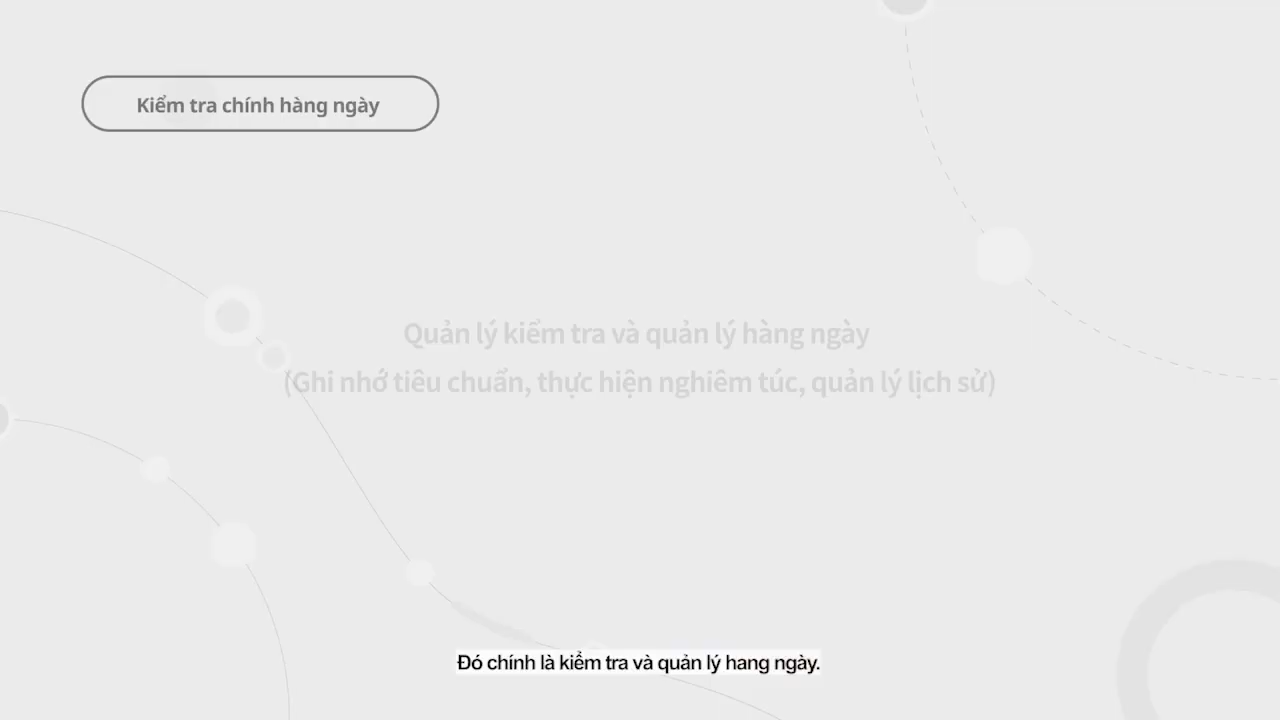 Kiểm tra chính hàng ngày
Quản lý kiểm tra và quản lý hàng ngày
(Ghi nhớ tiêu chuẩn, thực hiện nghiêm túc, quản lý lịch sử)
Đó chính là kiểm tra và quản lý hang ngày.